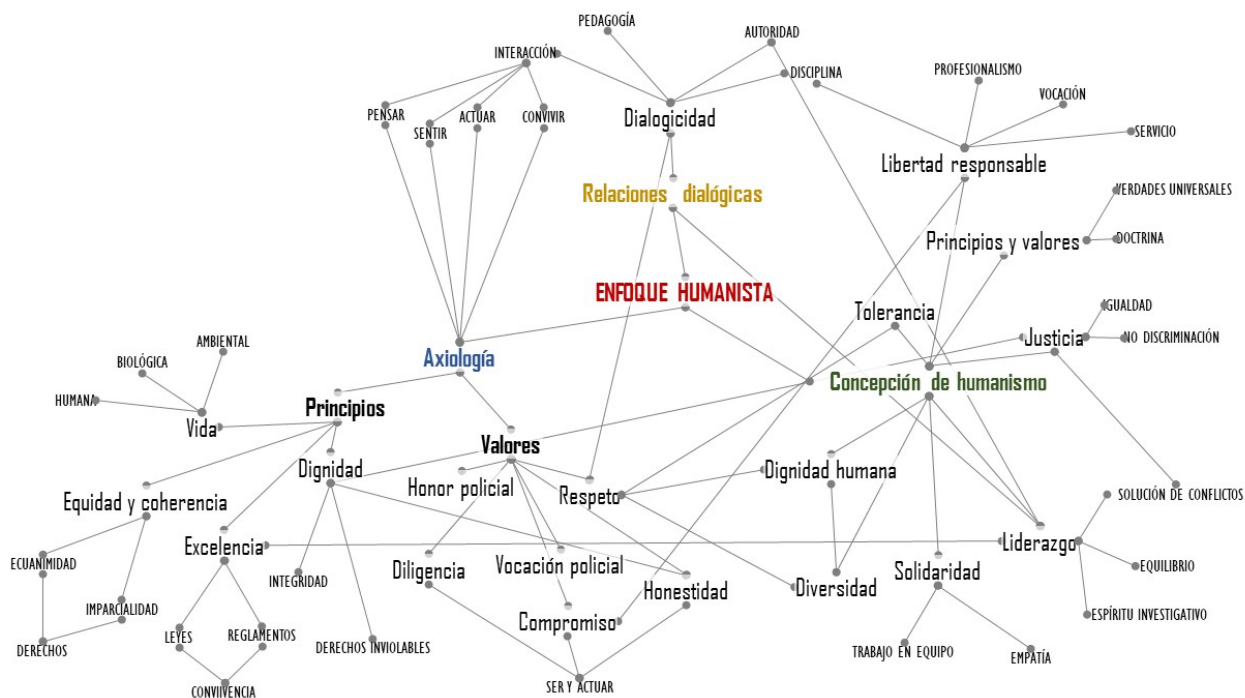 PEDAGOGÍA
AUTORIDAD
INTERACCIÓN
DISCIPLINA
PROFESIONALISMO
VOCACIÓN
PENSAR
SENTIR
ACTUAR
CONVIVIR
Dialogicidad
SERVICIO
Libertad responsable
Relaciones dialógicas
VERDADES UNIVERSALES
Principios y valores
DOCTRINA
ENFOQUE HUMANISTA
Tolerancia
IGUALDAD
Justicia
NO DISCRIMINACIÓN
AMBIENTAL
BIOLÓGICA
HUMANA
Axiología
Concepción de humanismo
Vida
Principios
Valores
Dignidad
Honor policial
Respeto
Dignidad humana
Equidad y coherencia
SOLUCIÓN DE CONFLICTOS
Excelencia
Liderazgo
ECUANIMIDAD
INTEGRIDAD
Diligencia
Vocación policial
Honestidad
Diversidad
Solidaridad
EQUILIBRIO
IMPARCIALIDAD
Compromiso
ESPÍRITU INVESTIGATIVO
DERECHOS
LEYES
REGLAMENTOS
DERECHOS INVIOLABLES
TRABAJO EN EQUIPO
EMPATÍA
CONVIIVENCIA
SER Y ACTUAR